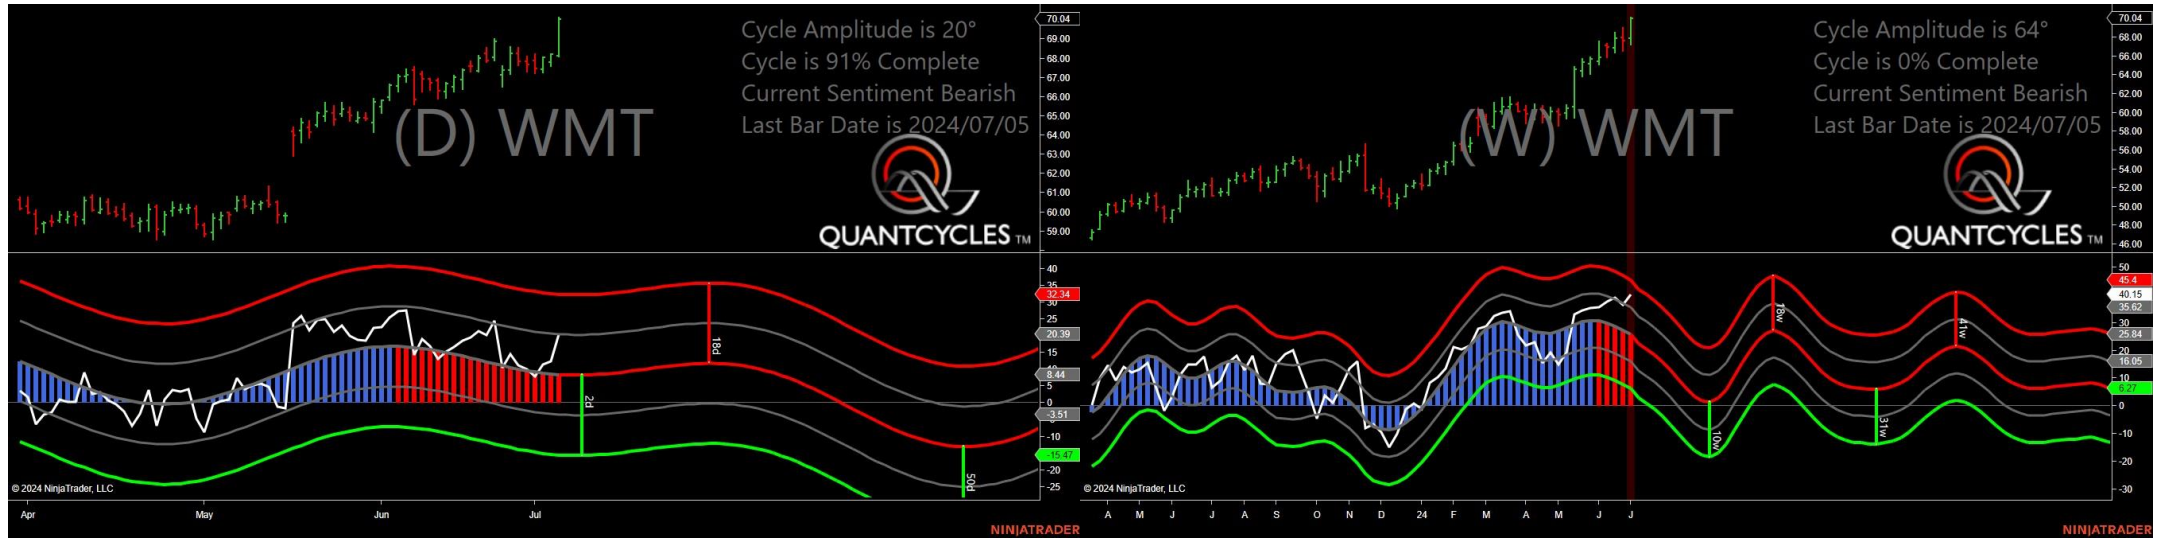 Cycle Amplitude is 20°
Cycle is 91% Complete
Current Sentiment Bearish
Last Bar Date is 2024/07/05
(D) WMT
QUANTCYCLES TM
70.04
69.00
68.00
67.00
66.00
65.00
64.00
63.00
62.00
61.00
60.00
59.00
40
35
32.34
30
25
20.39
15
8.44
5
0
-3.51
-10
-15.47
-20
-25
2d
18d
50d
© 2024 NinjaTrader, LLC
Apr
May
Jun
Jul
NINJATRADER
Cycle Amplitude is 64°
Cycle is 0% Complete
Current Sentiment Bearish
Last Bar Date is 2024/07/05
(W) WMT
QUANTCYCLES TM
70.04
68.00
66.00
64.00
62.00
60.00
58.00
56.00
54.00
52.00
50.00
48.00
46.00
50
45.4
40.15
35.62
30
25.84
20
16.05
10
6.27
0
-10
-20
-30
10w
18w
31w
41w
© 2024 NinjaTrader, LLC
A M J J A S O N D 24 F M A M J J
NINJATRADER